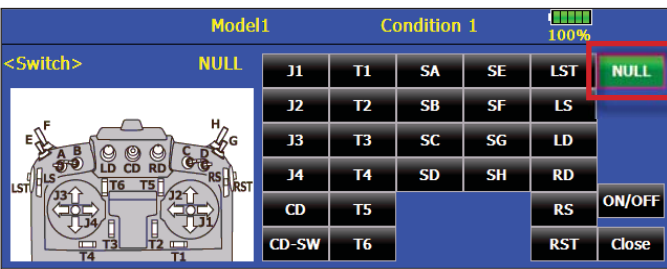 Model1 Condition 1 100%
<Switch> NULL
J1 T1 SA SE LST NULL
J2 T2 SB SF LS
J3 T3 SC SG LD
J4 T4 SD SH RD
CD T5 RS ON/OFF
CD-SW T6 RST Close
F H
E G
A B C D
LD CD RD
LS RS
LST T6 T5 RST
J3 J2
J4 J1
T3 T2
T4 T1